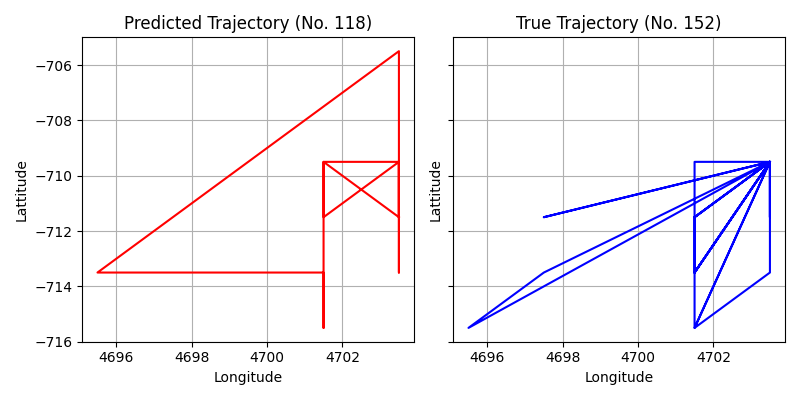 Predicted Trajectory (No. 118)
True Trajectory (No. 152)
Lattitude
−706
−708
−710
−712
−714
−716
4696
4698
4700
4702
Longitude
Lattitude
4696
4698
4700
4702
Longitude